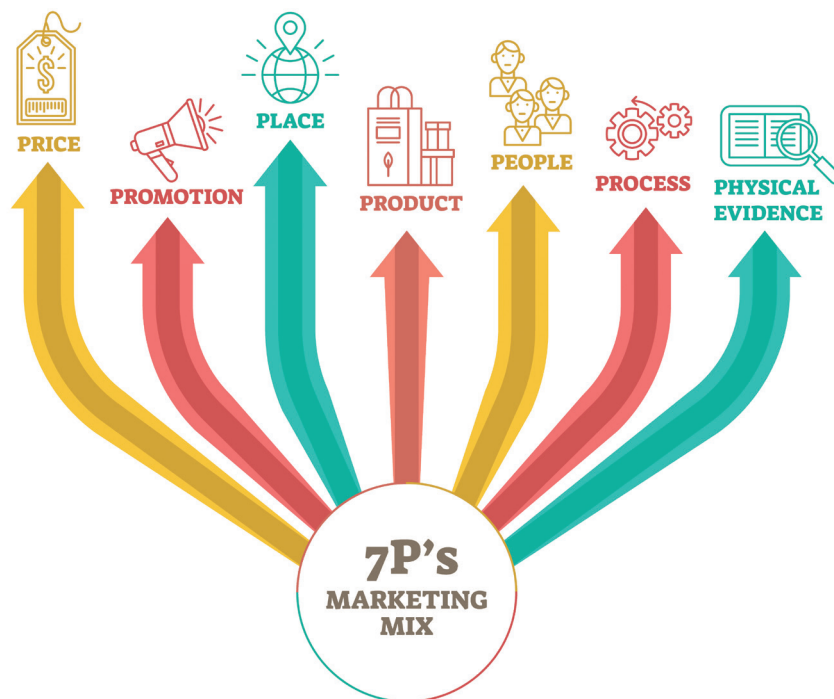 PRICE
PROMOTION
PLACE
PRODUCT
PEOPLE
PROCESS
PHYSICAL
EVIDENCE
7P's
MARKETING
MIX